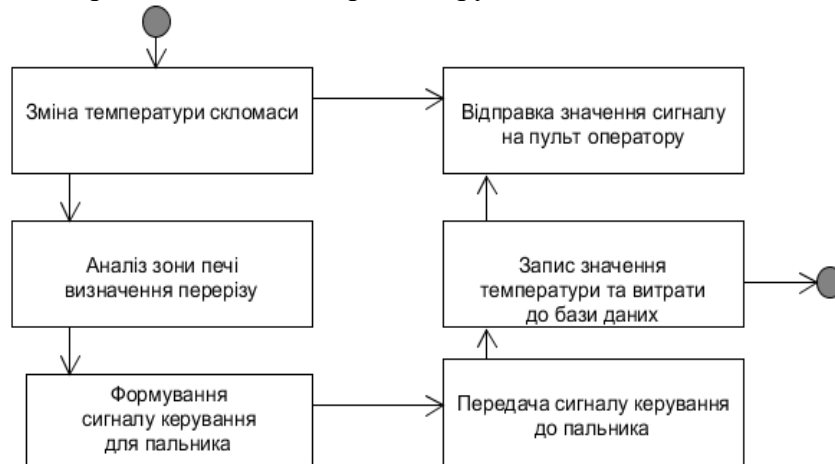 Зміна температури скломаси
Відправка значення сигналу
на пульт оператору
Аналіз зони печі
визначення перерізу
Запис значення
температури та витрати
до бази даних
Формування
сигналу керування
для пальника
Передача сигналу керування
до пальника